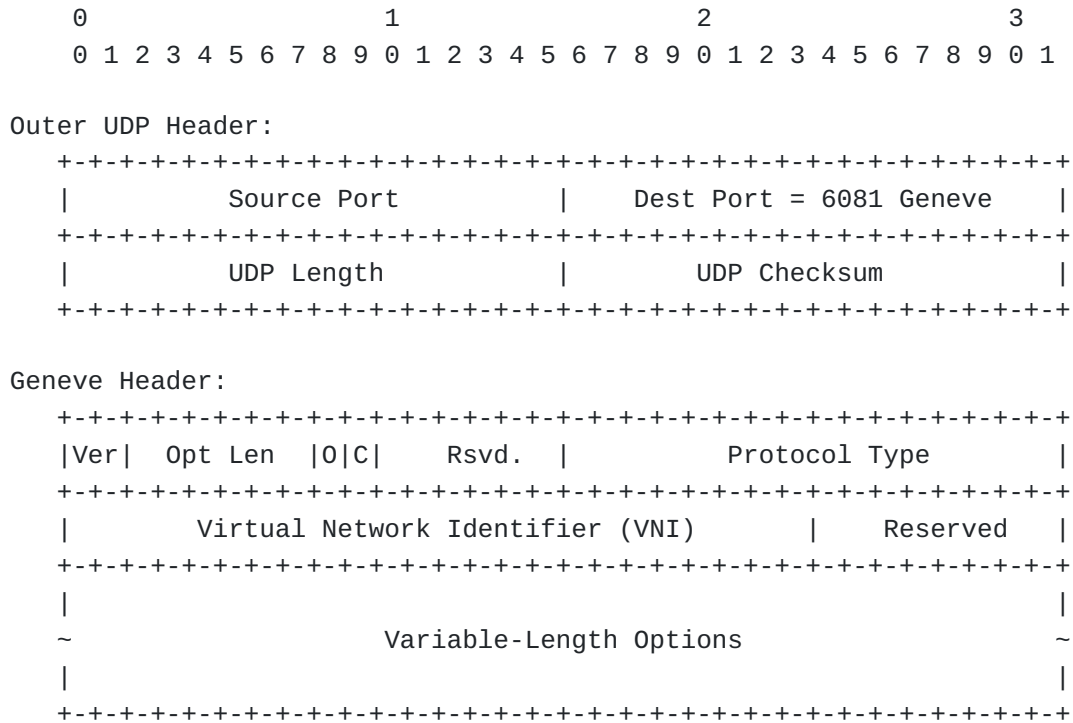 0                   1                   2                   3
    0 1 2 3 4 5 6 7 8 9 0 1 2 3 4 5 6 7 8 9 0 1 2 3 4 5 6 7 8 9 0 1

Outer UDP Header:
   +-+-+-+-+-+-+-+-+-+-+-+-+-+-+-+-+-+-+-+-+-+-+-+-+-+-+-+-+-+-+-+-+
   |          Source Port          |    Dest Port = 6081 Geneve    |
   +-+-+-+-+-+-+-+-+-+-+-+-+-+-+-+-+-+-+-+-+-+-+-+-+-+-+-+-+-+-+-+-+
   |          UDP Length           |        UDP Checksum           |
   +-+-+-+-+-+-+-+-+-+-+-+-+-+-+-+-+-+-+-+-+-+-+-+-+-+-+-+-+-+-+-+-+

Geneve Header:
   +-+-+-+-+-+-+-+-+-+-+-+-+-+-+-+-+-+-+-+-+-+-+-+-+-+-+-+-+-+-+-+-+
   |Ver|  Opt Len  |O|C|    Rsvd.  |          Protocol Type        |
   +-+-+-+-+-+-+-+-+-+-+-+-+-+-+-+-+-+-+-+-+-+-+-+-+-+-+-+-+-+-+-+-+
   |        Virtual Network Identifier (VNI)       |    Reserved   |
   +-+-+-+-+-+-+-+-+-+-+-+-+-+-+-+-+-+-+-+-+-+-+-+-+-+-+-+-+-+-+-+-+
   |                                                               |
   ~                    Variable-Length Options                    ~
   |                                                               |
   +-+-+-+-+-+-+-+-+-+-+-+-+-+-+-+-+-+-+-+-+-+-+-+-+-+-+-+-+-+-+-+-+